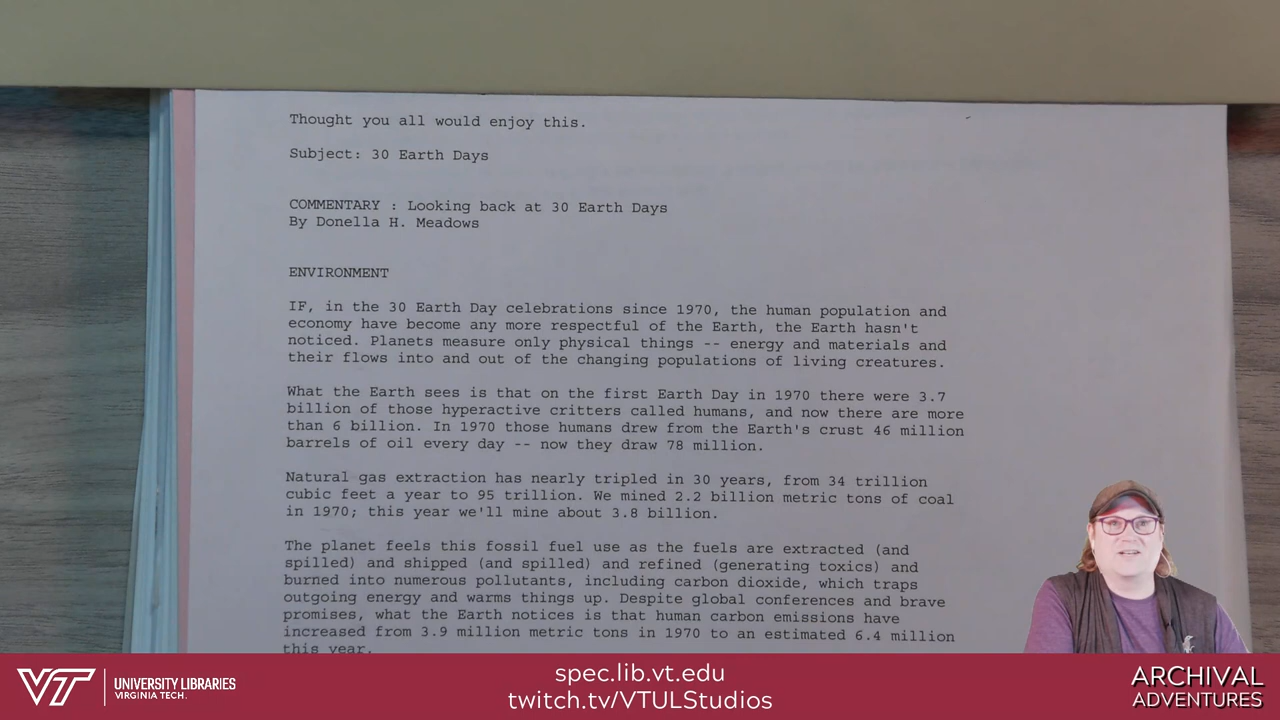 Thought you all would enjoy this.
Subject: 30 Earth Days
COMMENTARY : Looking back at 30 Earth Days
By Donella H. Meadows
ENVIRONMENT
IF, in the 30 Earth Day celebrations since 1970, the human population and
economy have become any more respectful of the Earth, the Earth hasn't
noticed. Planets measure only physical things -- energy and materials and
their flows into and out of the changing populations of living creatures.
What the Earth sees is that on the first Earth Day in 1970 there were 3.7
billion of those hyperactive critters called humans, and now there are more
than 6 billion. In 1970 those humans drew from the Earth's crust 46 million
barrels of oil every day -- now they draw 78 million.
Natural gas extraction has nearly tripled in 30 years, from 34 trillion
cubic feet a year to 95 trillion. We mined 2.2 billion metric tons of coal
in 1970; this year we'll mine about 3.8 billion.
The planet feels this fossil fuel use as the fuels are extracted (and
spilled) and shipped (and spilled) and refined (generating toxics) and
burned into numerous pollutants, including carbon dioxide, which traps
outgoing energy and warms things up. Despite global conferences and brave
promises, what the Earth notices is that human carbon emissions have
increased from 3.9 million metric tons in 1970 to an estimated 6.4 million
this year.
VT
UNIVERSITY LIBRARIES
VIRGINIA TECH.
spec.lib.vt.edu
twitch.tv/VTULStudios
ARCHIVAL
ADVENTURES